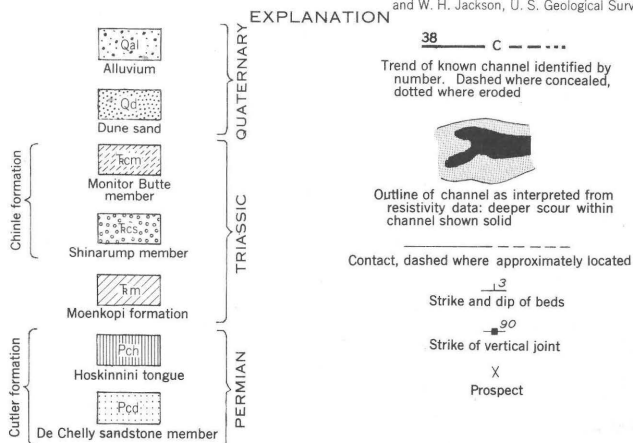 EXPLANATION
and W. H. Jackson, U. S. Geological Surv
Qal
Alluvium
Qd
Dune sand
QUATERNARY
Chinle formation
Ꞧcm
Monitor Butte
member
Ꞧcs
Shinarump member
Ꞧm
Moenkopi formation
TRIASSIC
Cutler formation
Pch
Hoskinnini tongue
Pcd
De Chelly sandstone member
PERMIAN
38
C
Trend of known channel identified by
number. Dashed where concealed,
dotted where eroded
Outline of channel as interpreted from
resistivity data: deeper scour within
channel shown solid
Contact, dashed where approximately located
3
Strike and dip of beds
90
Strike of vertical joint
X
Prospect